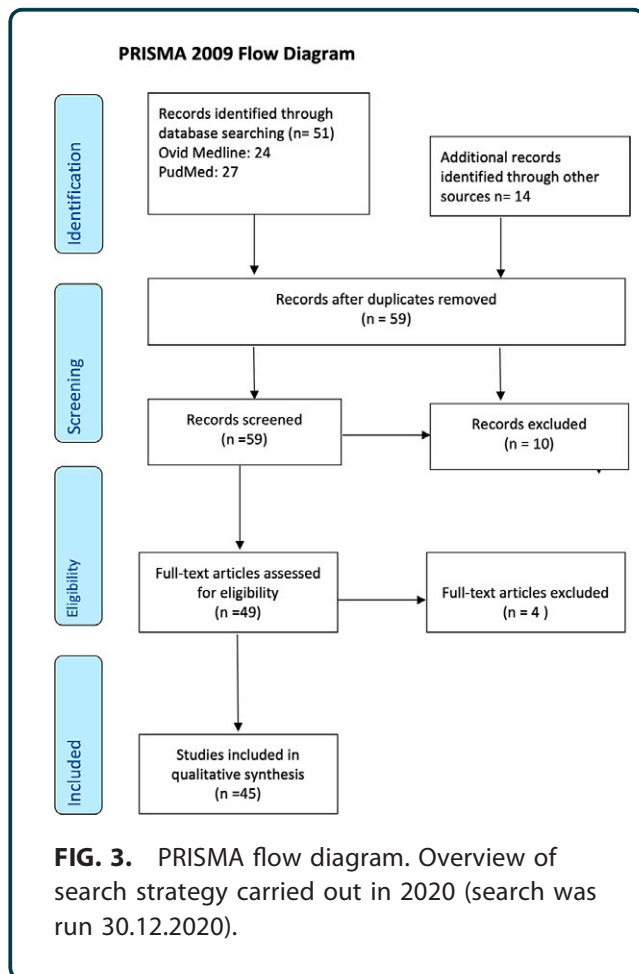 PRISMA 2009 Flow Diagram
Identification
Records identified through
database searching (n= 51)
Ovid Medline: 24
PudMed: 27
Additional records
identified through other
sources n= 14
Screening
Records after duplicates removed
(n = 59)
Records screened
(n =59)
Records excluded
(n = 10)
Eligibility
Full-text articles assessed
for eligibility
(n =49)
Full-text articles excluded
(n = 4 )
Included
Studies included in
qualitative synthesis
(n =45)
FIG. 3. PRISMA flow diagram. Overview of
search strategy carried out in 2020 (search was
run 30.12.2020).